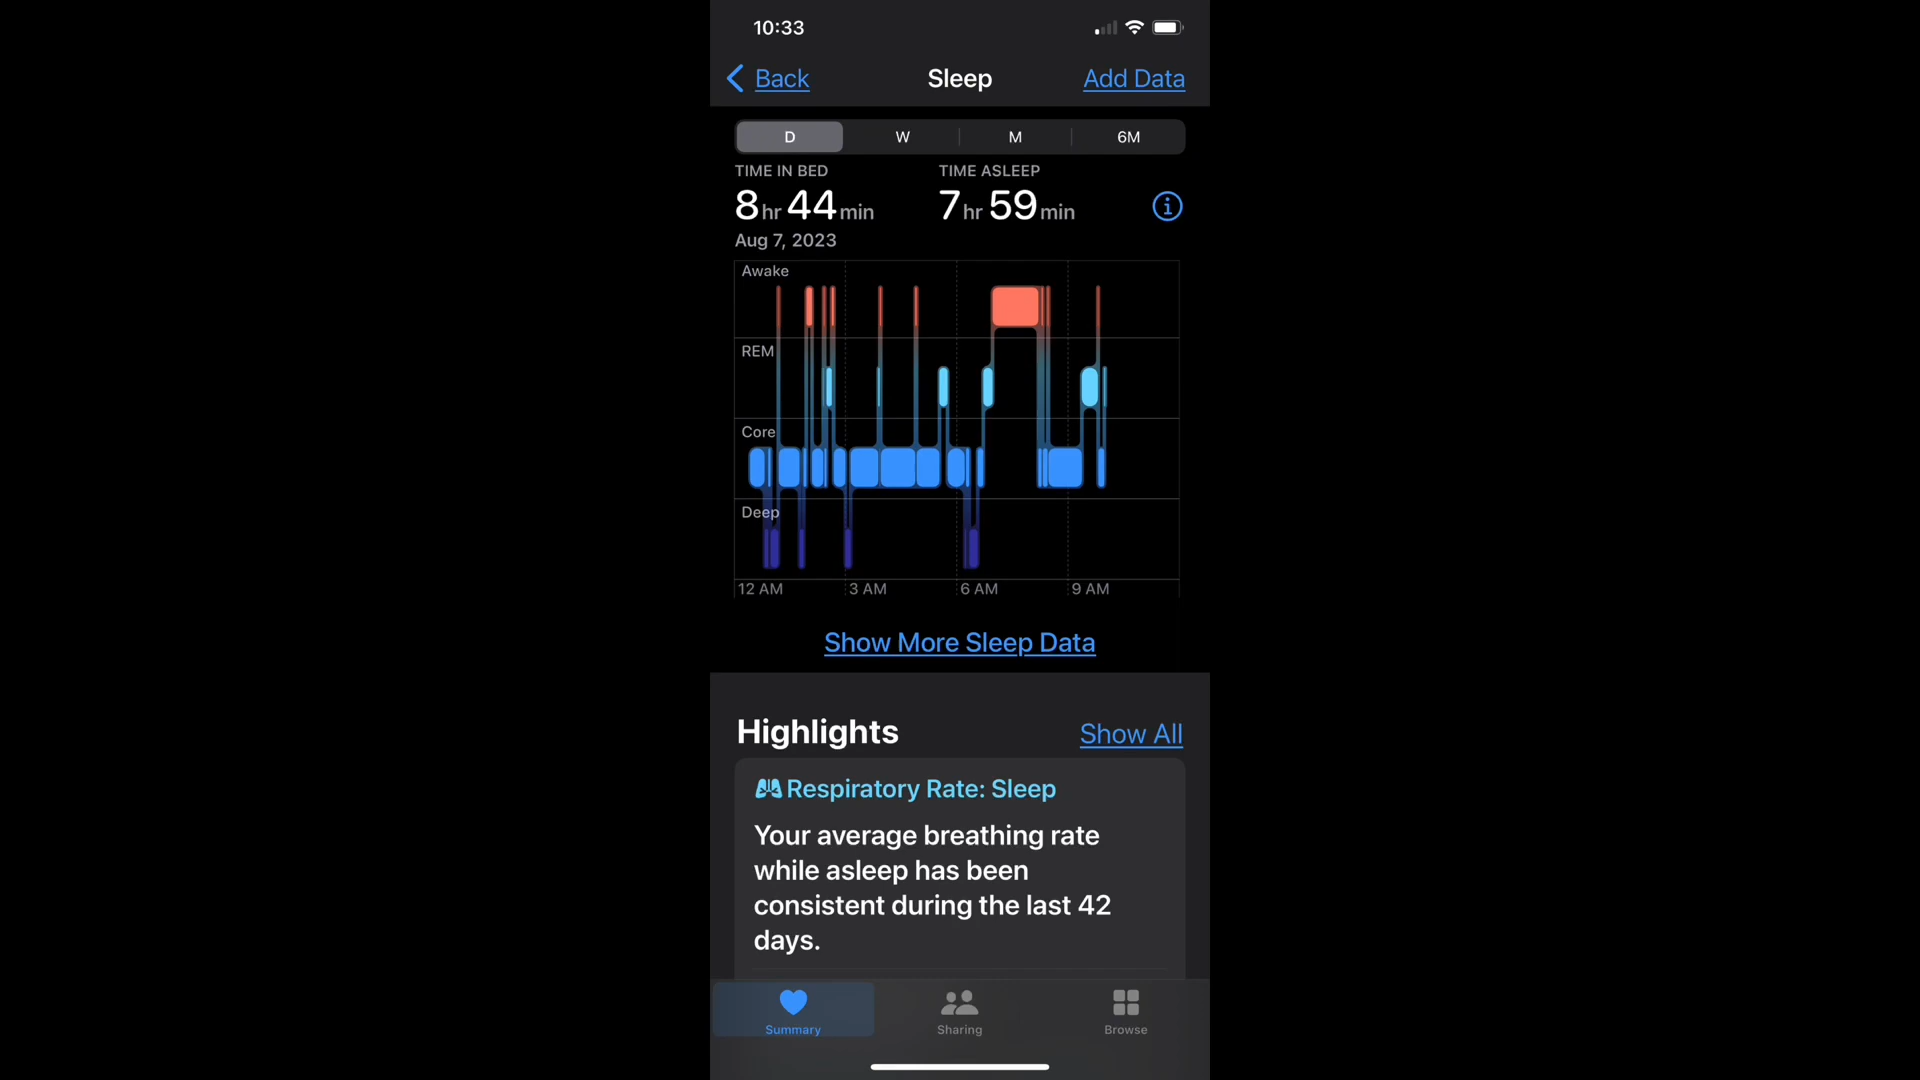 10:33
Back
Sleep
Add Data
D
W
M
6M
TIME IN BED
TIME ASLEEP
8 hr 44 min
7 hr 59 min
Aug 7, 2023
Awake
REM
Core
Deep
12 AM
3 AM
6 AM
9 AM
Show More Sleep Data
Highlights
Show All
Respiratory Rate: Sleep
Your average breathing rate
while asleep has been
consistent during the last 42
days.
Summary
Sharing
Browse